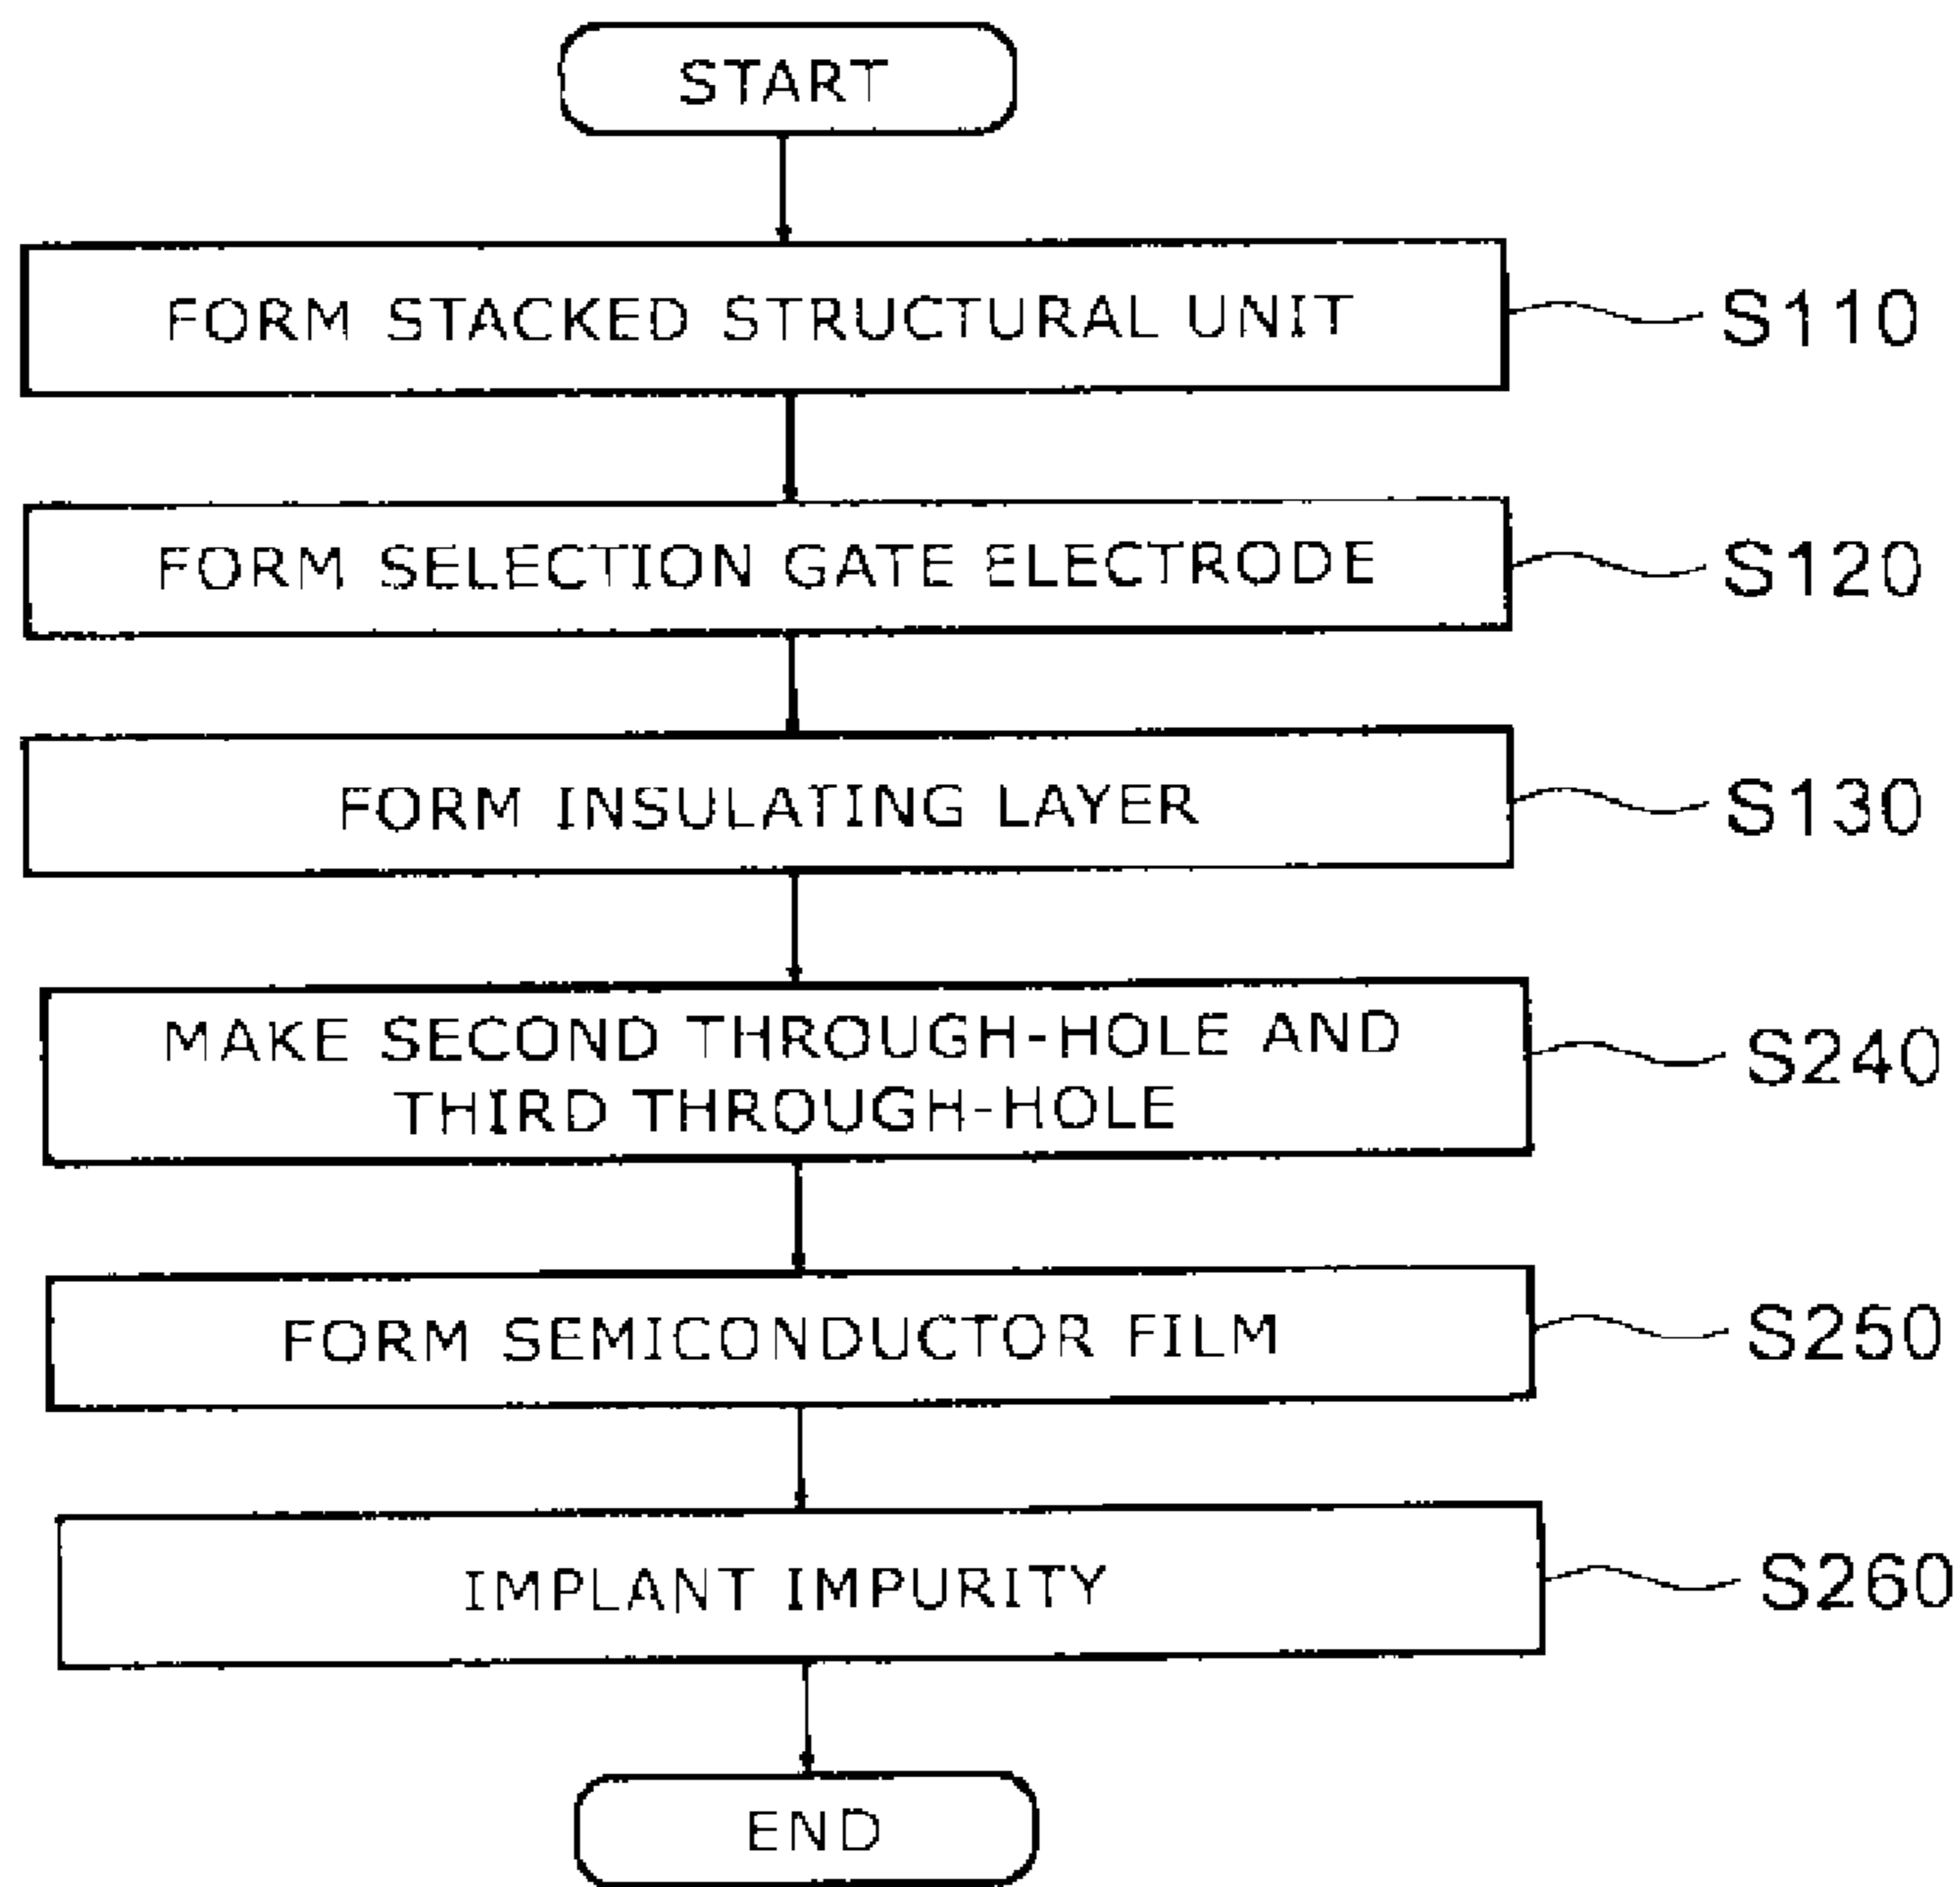 START
FORM STACKED STRUCTURAL UNIT
S110
FORM SELECTION GATE ELECTRODE
S120
FORM INSULATING LAYER
S130
MAKE SECOND THROUGH-HOLE AND
THIRD THROUGH-HOLE
S240
FORM SEMICONDUCTOR FILM
S250
IMPLANT IMPURITY
S260
END